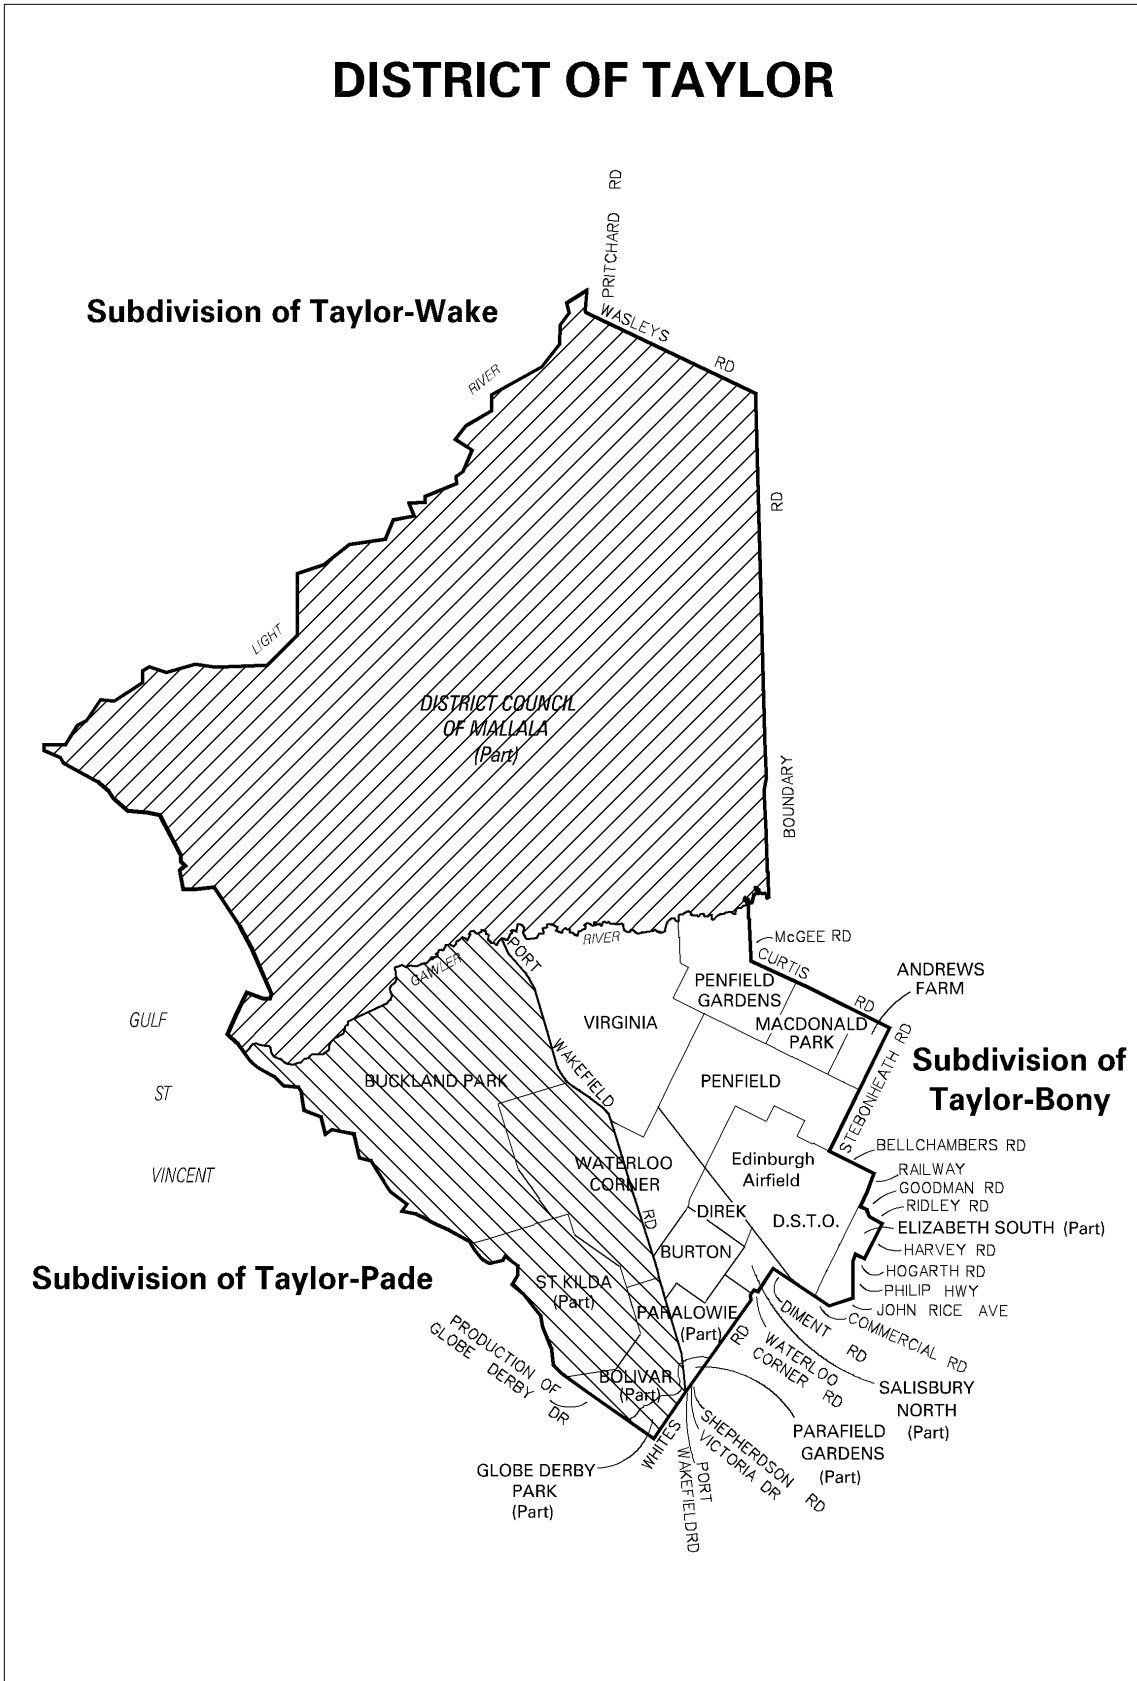 DISTRICT OF TAYLOR
PRITCHARD RD
Subdivision of Taylor-Wake
WASLEYS RD
RIVER
RD
LIGHT
DISTRICT COUNCIL
OF MALLALA
(Part)
BOUNDARY
RIVER
PORT
McGEE RD
CURTIS RD
GAWLER
PENFIELD
GARDENS
ANDREWS
FARM
GULF
VIRGINIA
MACDONALD
PARK
STEBONHEATH RD
Subdivision of
Taylor-Bony
WAKEFIELD
BUCKLAND PARK
PENFIELD
ST
BELLCHAMBERS RD
VINCENT
WATERLOO
CORNER
Edinburgh
Airfield
RAILWAY
GOODMAN RD
RIDLEY RD
RD
DIREK
D.S.T.O.
ELIZABETH SOUTH (Part)
BURTON
HARVEY RD
Subdivision of Taylor-Pade
ST KILDA
(Part)
HOGARTH RD
PHILIP HWY
JOHN RICE AVE
PARALOWIE
(Part)
RD
DIMENT RD
COMMERCIAL RD
PRODUCTION OF
GLOBE DERBY DR
WATERLOO
CORNER RD
BOLIVAR
(Part)
SALISBURY
NORTH
(Part)
WHITES
SHEPHERDSON RD
VICTORIA DR
PARAFIELD
GARDENS
(Part)
GLOBE DERBY
PARK
(Part)
PORT
WAKEFIELD RD